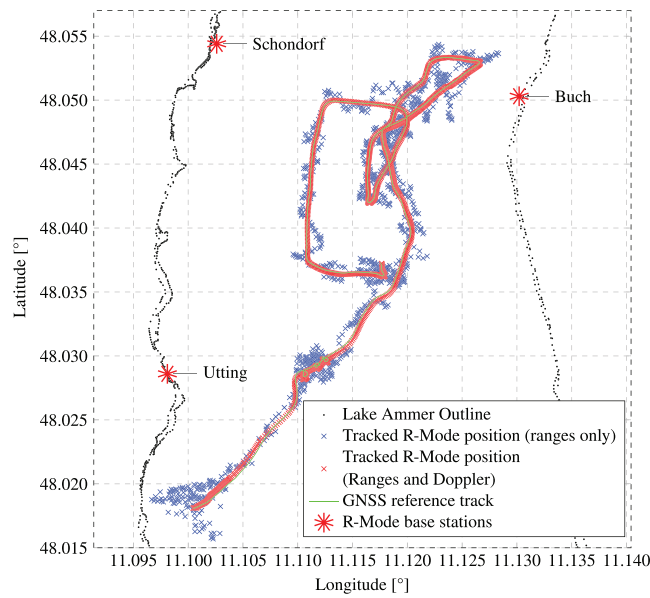 48.055
48.050
48.045
48.040
48.035
48.030
48.025
48.020
48.015
Latitude [°]
Schondorf
Buch
Utting
Lake Ammer Outline
Tracked R-Mode position (ranges only)
Tracked R-Mode position
(Ranges and Doppler)
GNSS reference track
R-Mode base stations
11.095 11.100 11.105 11.110 11.115 11.120 11.125 11.130 11.135 11.140
Longitude [°]